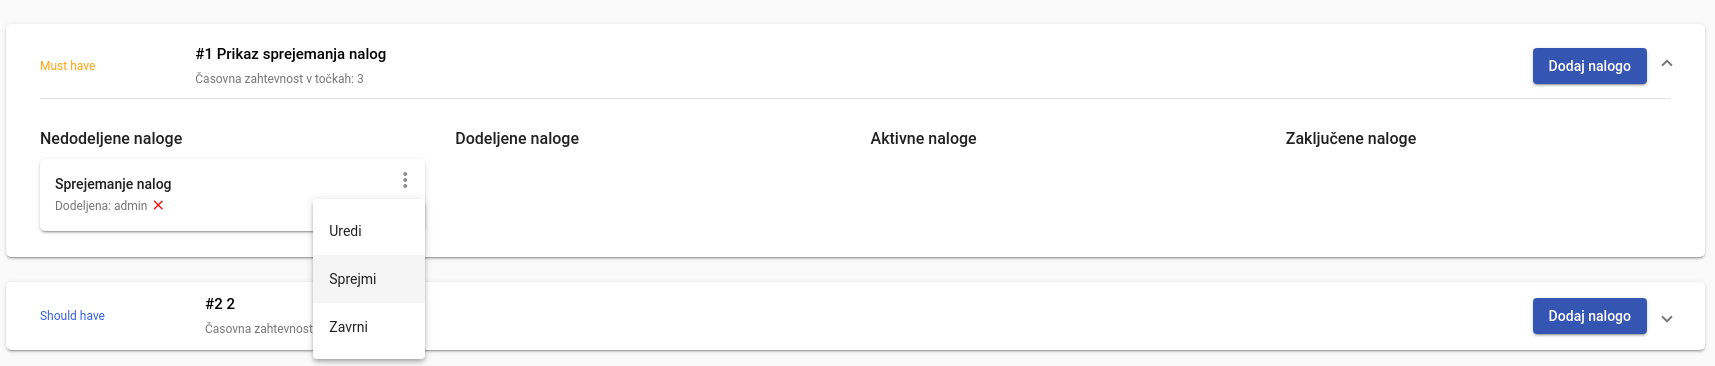 Must have
#1 Prikaz sprejemanja nalog
Časovna zahtevnost v točkah: 3
Dodaj nalogo
Nedodeljene naloge
Dodeljene naloge
Aktivne naloge
Zaključene naloge
Sprejemanje nalog
Dodeljena: admin
Uredi
Sprejmi
Zavrni
Should have
#2 2
Časovna zahtevnost
Dodaj nalogo